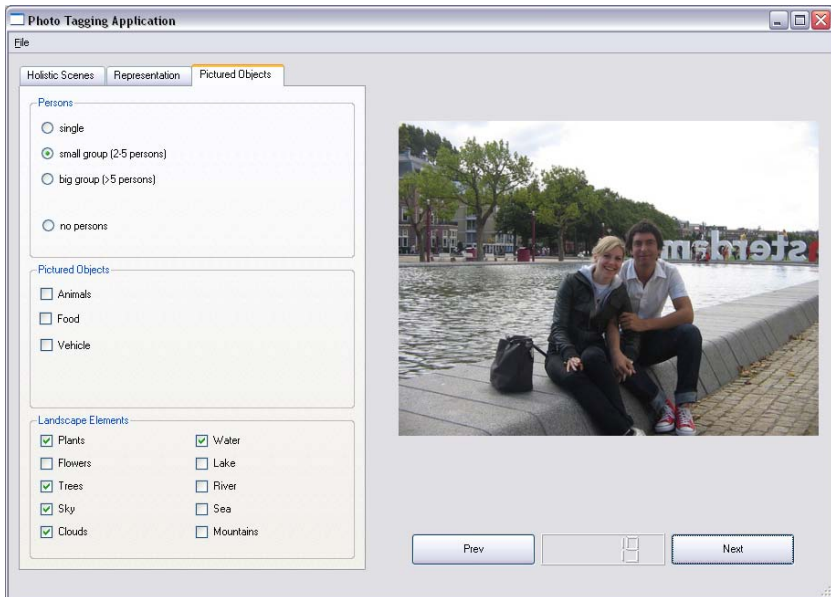 Photo Tagging Application
File
Holistic Scenes Representation Pictured Objects
Persons
single
small group (2-5 persons)
big group (>5 persons)
no persons
Pictured Objects
Animals
Food
Vehicle
Landscape Elements
Plants Water
Flowers Lake
Trees River
Sky Sea
Clouds Mountains
msterdam
Prev 19 Next